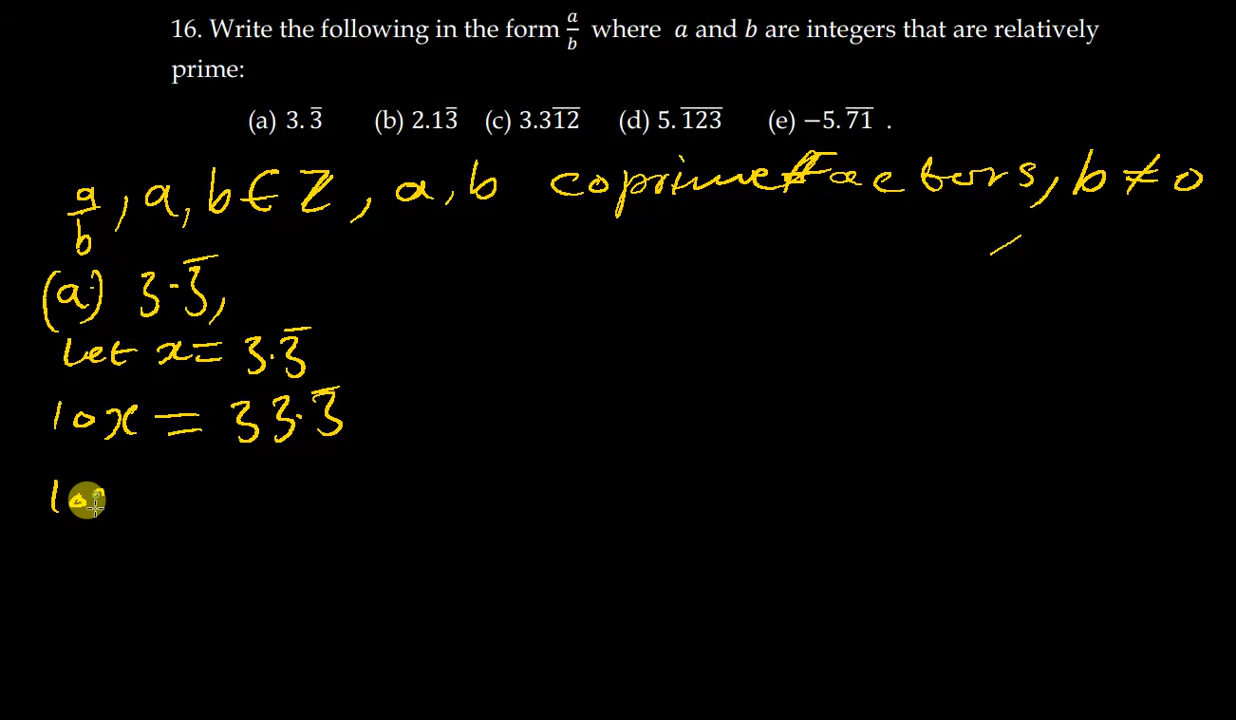 16. Write the following in the form a/b where a and b are integers that are relatively
prime:
(a) 3.3̅ (b) 2.13̅ (c) 3.31̅2̅ (d) 5.1̅2̅3̅ (e) −5.7̅1̅ .
a/b, a, b ∈ Z, a, b coprime factors, b ≠ 0
(a) 3.3̅,
Let x = 3.3̅
10x = 33.3̅
10